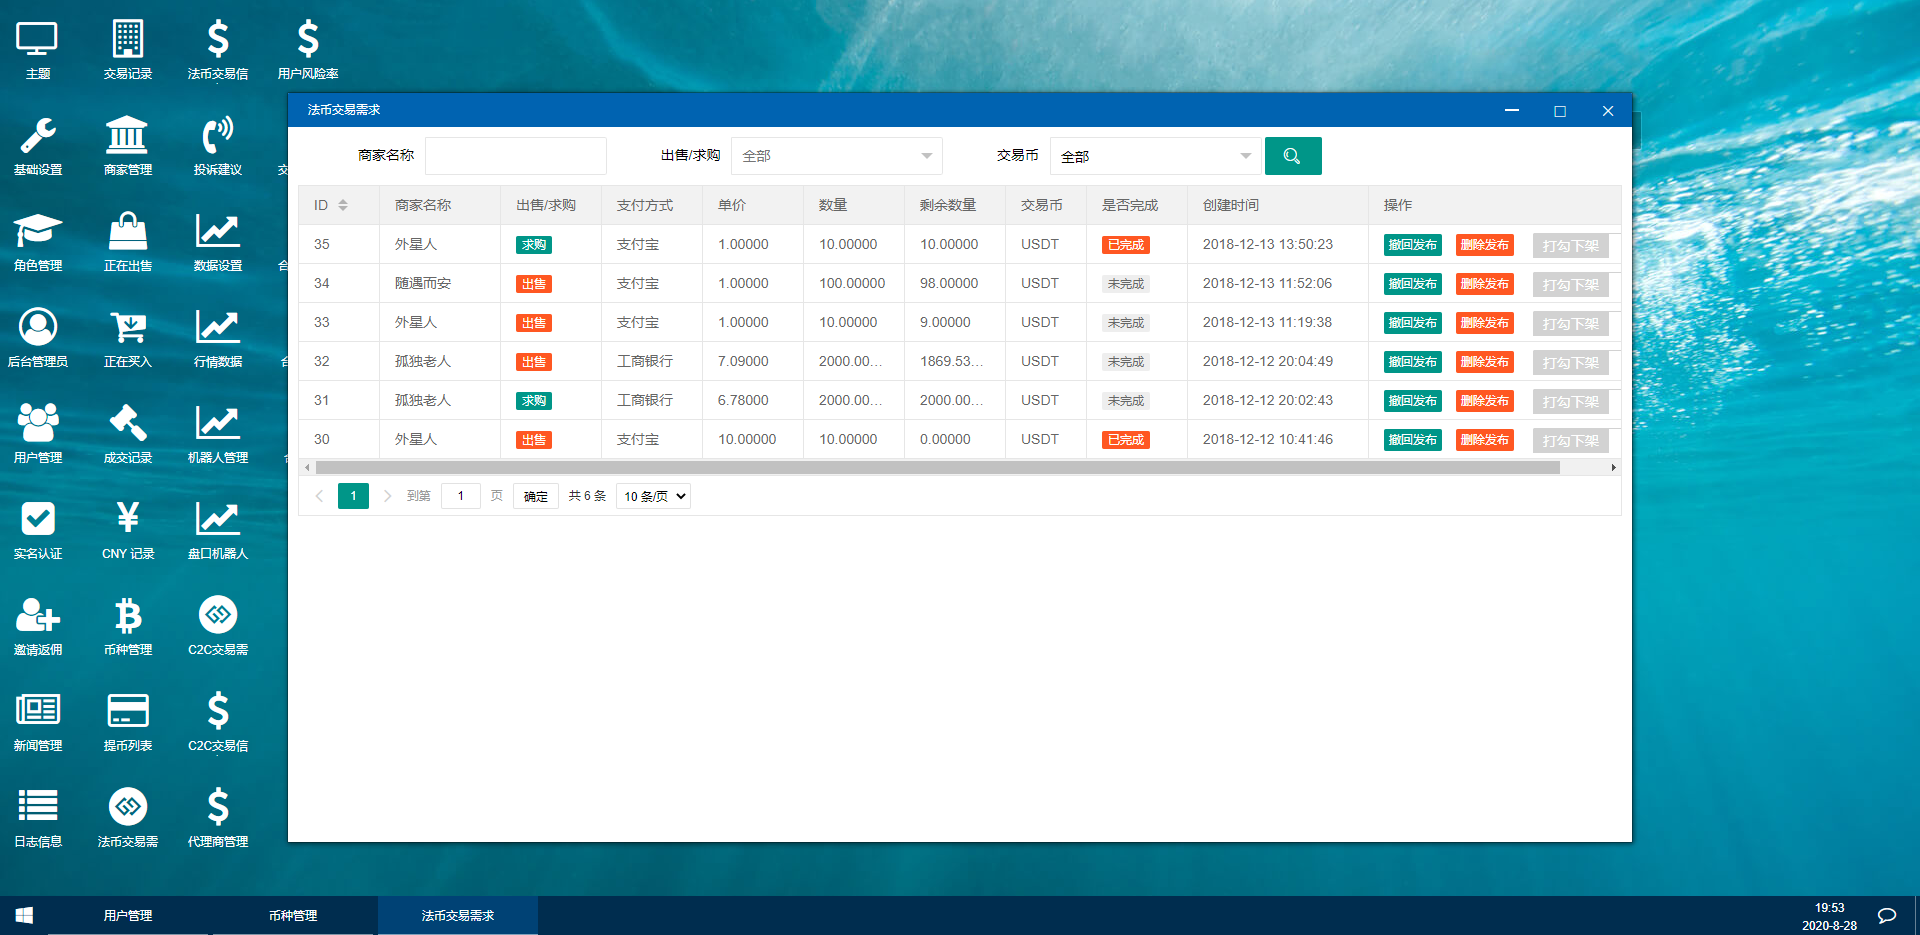 主题
交易记录
法币交易信
用户风险率
基础设置
商家管理
投诉建议
角色管理
正在出售
数据设置
后台管理员
正在买入
行情数据
用户管理
成交记录
机器人管理
实名认证
CNY 记录
盘口机器人
邀请返佣
币种管理
C2C交易需
新闻管理
提币列表
C2C交易信
日志信息
法币交易需
代理商管理
法币交易需求
商家名称 出售/求购 全部 交易币 全部
ID 商家名称 出售/求购 支付方式 单价 数量 剩余数量 交易币 是否完成 创建时间 操作
35 外星人 求购 支付宝 1.00000 10.00000 10.00000 USDT 已完成 2018-12-13 13:50:23 撤回发布 删除发布 打勾下架
34 随遇而安 出售 支付宝 1.00000 100.00000 98.00000 USDT 未完成 2018-12-13 11:52:06 撤回发布 删除发布 打勾下架
33 外星人 出售 支付宝 1.00000 10.00000 9.00000 USDT 未完成 2018-12-13 11:19:38 撤回发布 删除发布 打勾下架
32 孤独老人 出售 工商银行 7.09000 2000.00... 1869.53... USDT 未完成 2018-12-12 20:04:49 撤回发布 删除发布 打勾下架
31 孤独老人 求购 工商银行 6.78000 2000.00... 2000.00... USDT 未完成 2018-12-12 20:02:43 撤回发布 删除发布 打勾下架
30 外星人 出售 支付宝 10.00000 10.00000 0.00000 USDT 已完成 2018-12-12 10:41:46 撤回发布 删除发布 打勾下架
1 到第 1 页 确定 共 6 条 10 条/页
用户管理 币种管理 法币交易需求
19:53
2020-8-28